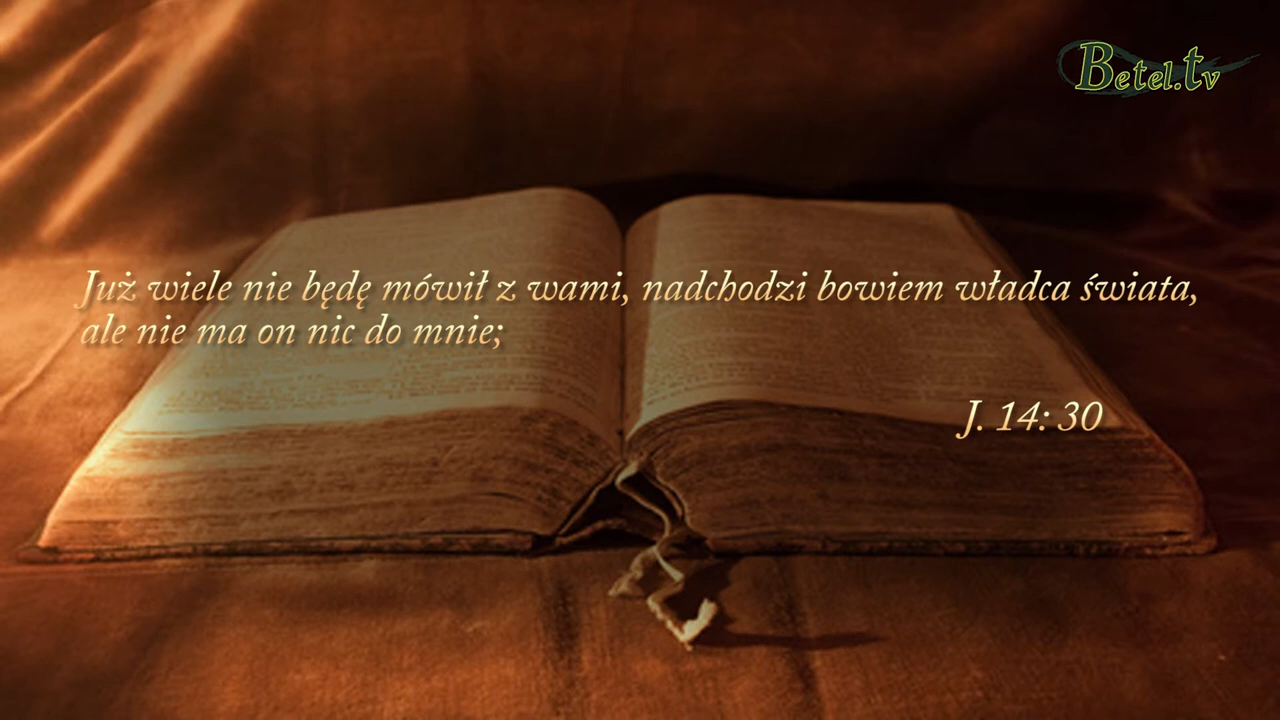 Betel.tv
Już wiele nie będę mówił z wami, nadchodzi bowiem władca świata,
ale nie ma on nic do mnie;
J. 14: 30